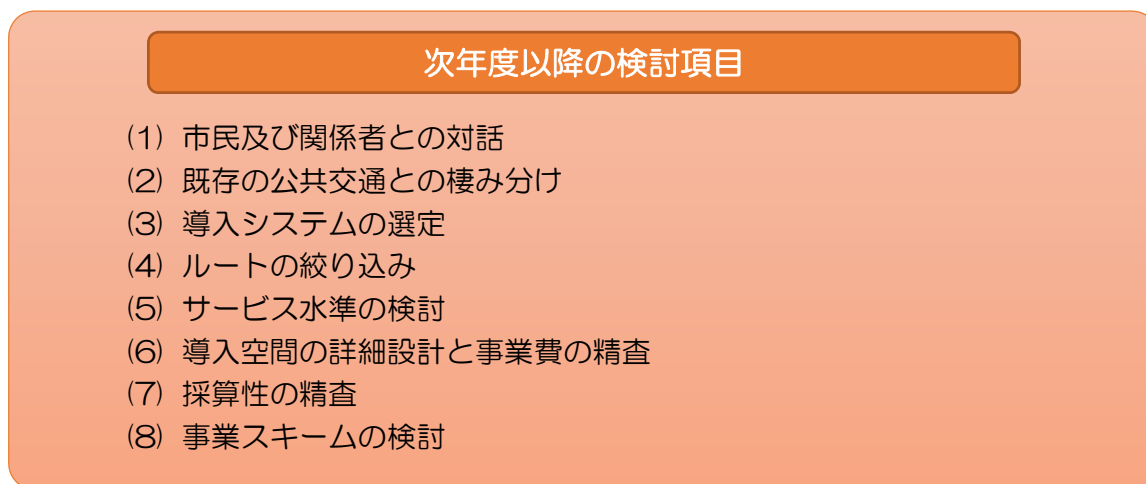 次年度以降の検討項目
(1) 市民及び関係者との対話
(2) 既存の公共交通との棲み分け
(3) 導入システムの選定
(4) ルートの絞り込み
(5) サービス水準の検討
(6) 導入空間の詳細設計と事業費の精査
(7) 採算性の精査
(8) 事業スキームの検討